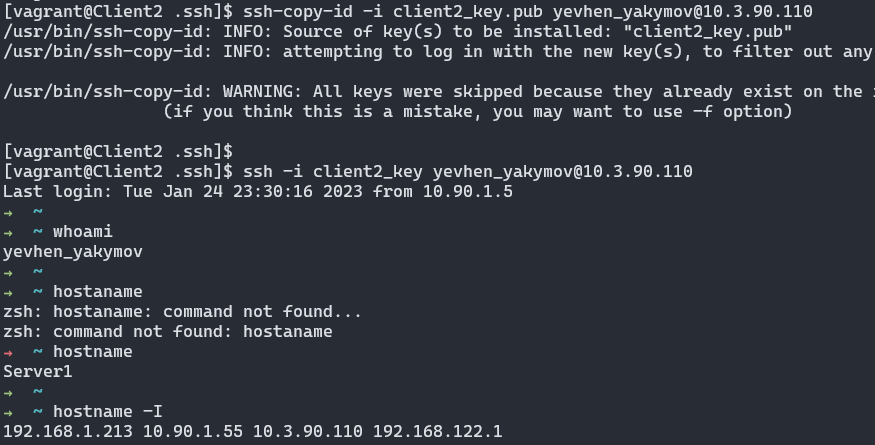 [vagrant@Client2 .ssh]$ ssh-copy-id -i client2_key.pub yevhen_yakymov@10.3.90.110
/usr/bin/ssh-copy-id: INFO: Source of key(s) to be installed: "client2_key.pub"
/usr/bin/ssh-copy-id: INFO: attempting to log in with the new key(s), to filter out any
/usr/bin/ssh-copy-id: WARNING: All keys were skipped because they already exist on the
(if you think this is a mistake, you may want to use -f option)
[vagrant@Client2 .ssh]$
[vagrant@Client2 .ssh]$ ssh -i client2_key yevhen_yakymov@10.3.90.110
Last login: Tue Jan 24 23:30:16 2023 from 10.90.1.5
→ ~
→ ~ whoami
yevhen_yakymov
→ ~
→ ~ hostaname
zsh: hostaname: command not found...
zsh: command not found: hostaname
→ ~ hostname
Server1
→ ~
→ ~ hostname -I
192.168.1.213 10.90.1.55 10.3.90.110 192.168.122.1